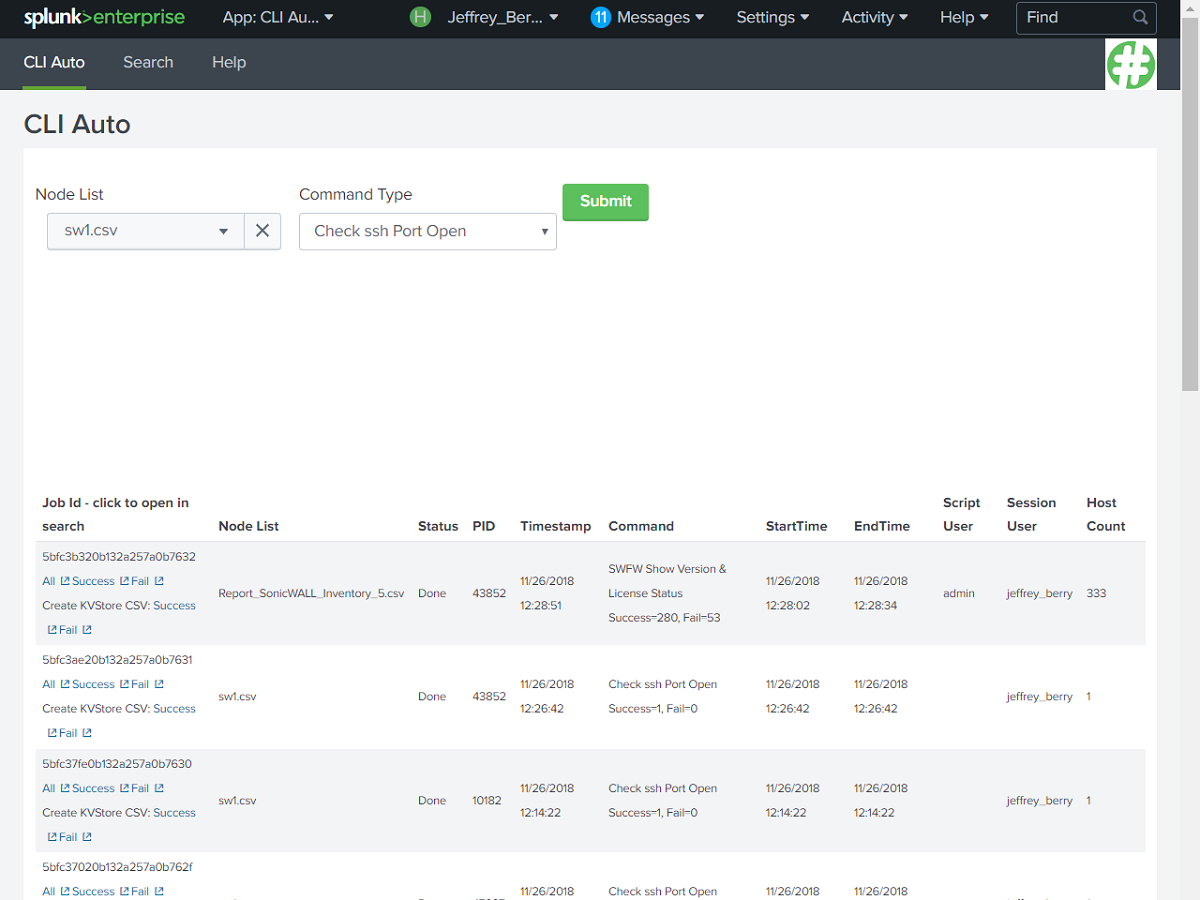 splunk>enterprise App: CLI Au... H Jeffrey_Ber... 11 Messages Settings Activity Help Find
CLI Auto Search Help #
CLI Auto
Node List Command Type Submit
sw1.csv Check ssh Port Open
Job Id - click to open in search Node List Status PID Timestamp Command StartTime EndTime Script User Session User Host Count
5bfc3b320b132a257a0b7632
All Success Fail
Create KVStore CSV: Success
Fail
Report_SonicWALL_Inventory_5.csv
Done
43852
11/26/2018
12:28:51
SWFW Show Version &
License Status
Success=280, Fail=53
11/26/2018
12:28:02
11/26/2018
12:28:34
admin
jeffrey_berry
333
5bfc3ae20b132a257a0b7631
All Success Fail
Create KVStore CSV: Success
Fail
sw1.csv
Done
43852
11/26/2018
12:26:42
Check ssh Port Open
Success=1, Fail=0
11/26/2018
12:26:42
11/26/2018
12:26:42
jeffrey_berry
1
5bfc37fe0b132a257a0b7630
All Success Fail
Create KVStore CSV: Success
Fail
sw1.csv
Done
10182
11/26/2018
12:14:22
Check ssh Port Open
Success=1, Fail=0
11/26/2018
12:14:22
11/26/2018
12:14:22
jeffrey_berry
1
5bfc37020b132a257a0b762f
All Success Fail
11/26/2018
Check ssh Port Open
11/26/2018
11/26/2018